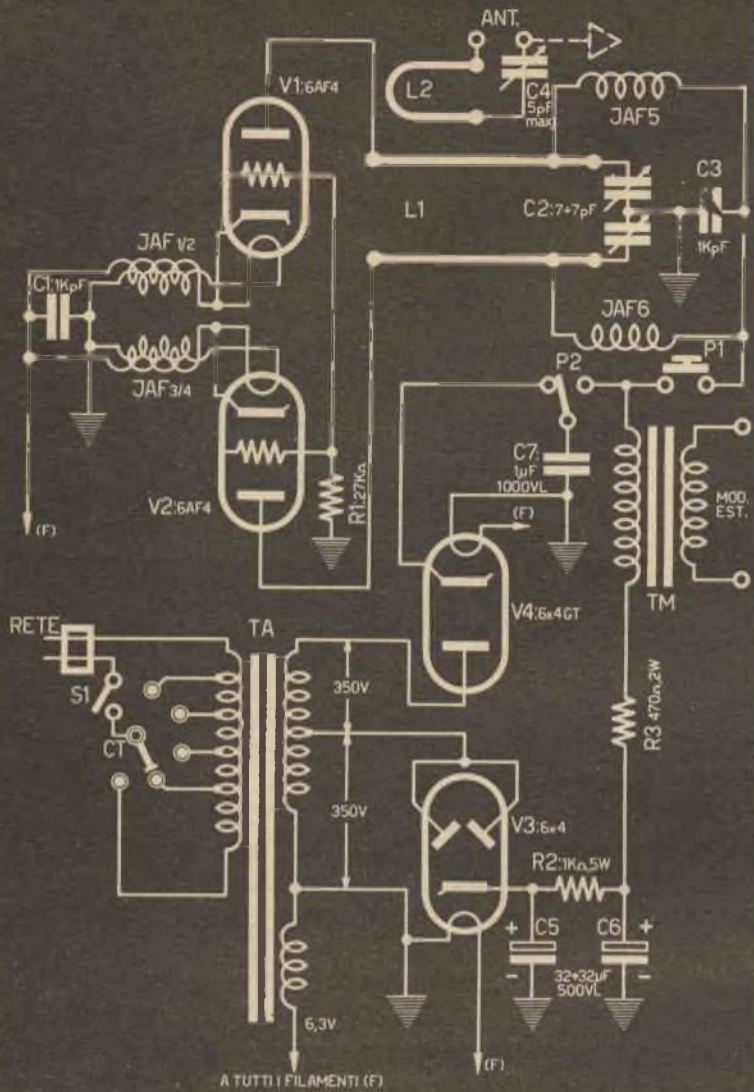 ANT.
V1:6AF4
L2
C4
5pF
max
JAF5
C3
1KpF
L1
C2:7+7pF
JAF 1/2
C1:1KpF
JAF 3/4
JAF6
P1
P2
C7:
1µF
1000VL
V2:6AF4
R1:27KΩ
(F)
(F)
MOD.
EST.
TM
V4:6x4GT
RETE
TA
S1
CT
350V
350V
R3 470Ω,2W
V3:6x4
R2:1KΩ,5W
+ C5
C6 +
-
-
32+32µF
500VL
6,3V
(F)
A TUTTI I FILAMENTI (F)